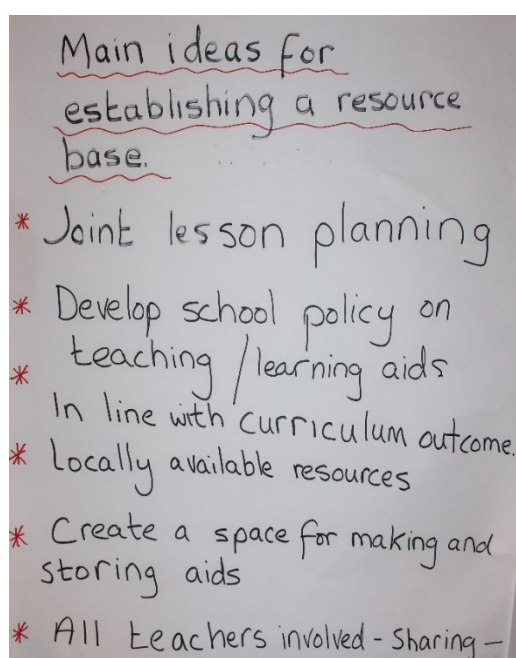 Main ideas for
establishing a resource
base.
* Joint lesson planning
* Develop school policy on
teaching / learning aids
* In line with curriculum outcome.
* Locally available resources
* Create a space for making and
storing aids
* All teachers involved - Sharing -